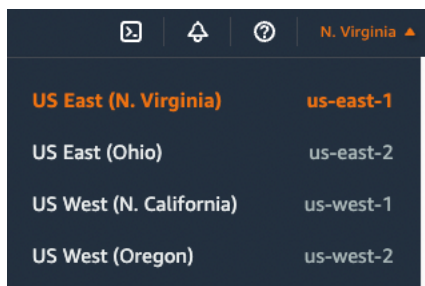 N. Virginia ▲
US East (N. Virginia) us-east-1
US East (Ohio) us-east-2
US West (N. California) us-west-1
US West (Oregon) us-west-2